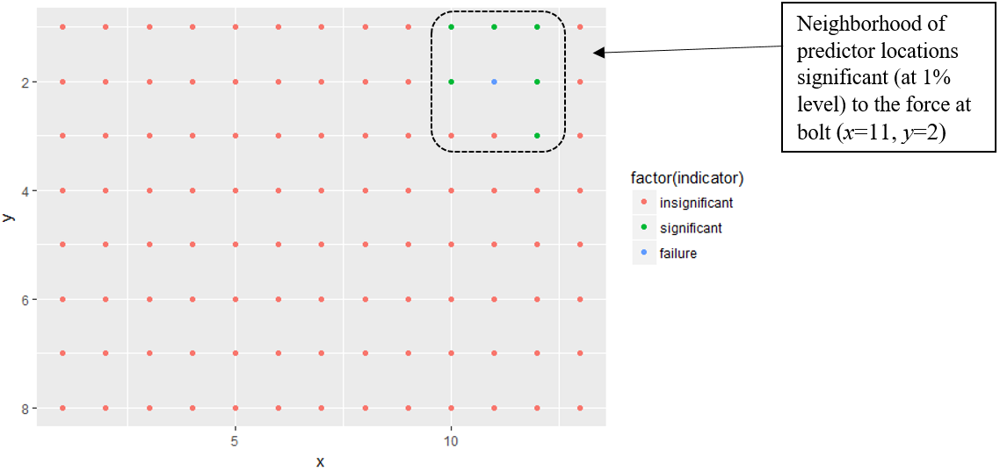 Neighborhood of
predictor locations
significant (at 1%
level) to the force at
bolt (x=11, y=2)
2
4
6
8
y
5
10
x
factor(indicator)
insignificant
significant
failure